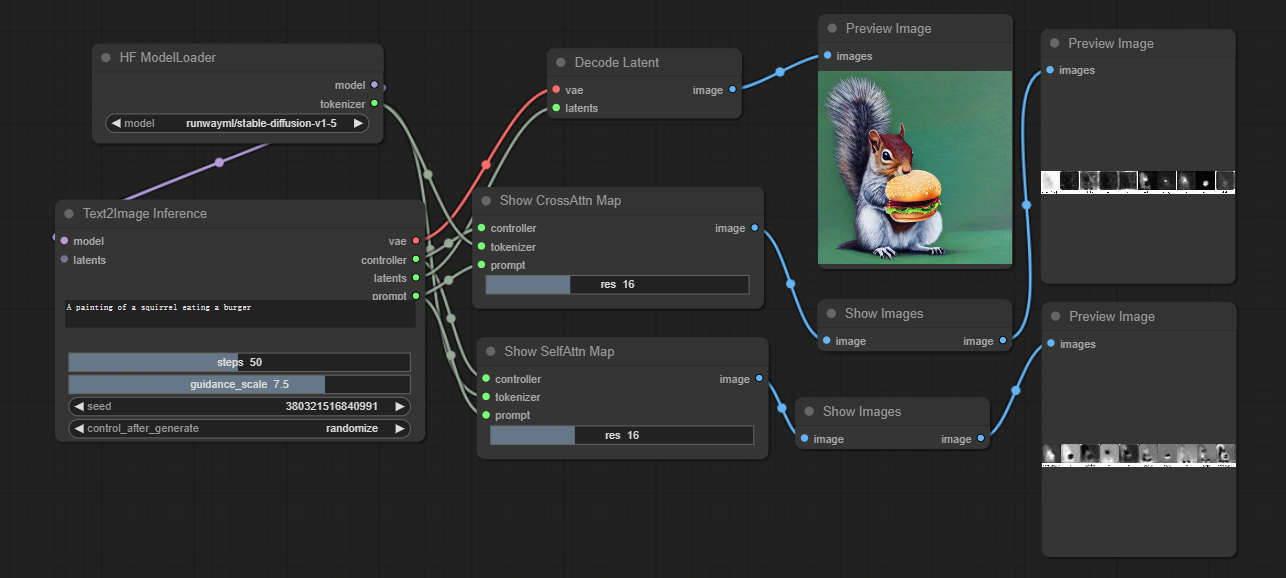 HF ModelLoader
model
tokenizer
model runwayml/stable-diffusion-v1-5
Text2Image Inference
model vae
latents controller
latents
prompt
A painting of a squirrel eating a burger
steps 50
guidance_scale 7.5
seed 380321516840991
control_after_generate randomize
Decode Latent
vae image
latents
Show CrossAttn Map
controller image
tokenizer
prompt
res 16
Show SelfAttn Map
controller image
tokenizer
prompt
res 16
Preview Image
images
Show Images
image image
Show Images
image image
Preview Image
images
Preview Image
images